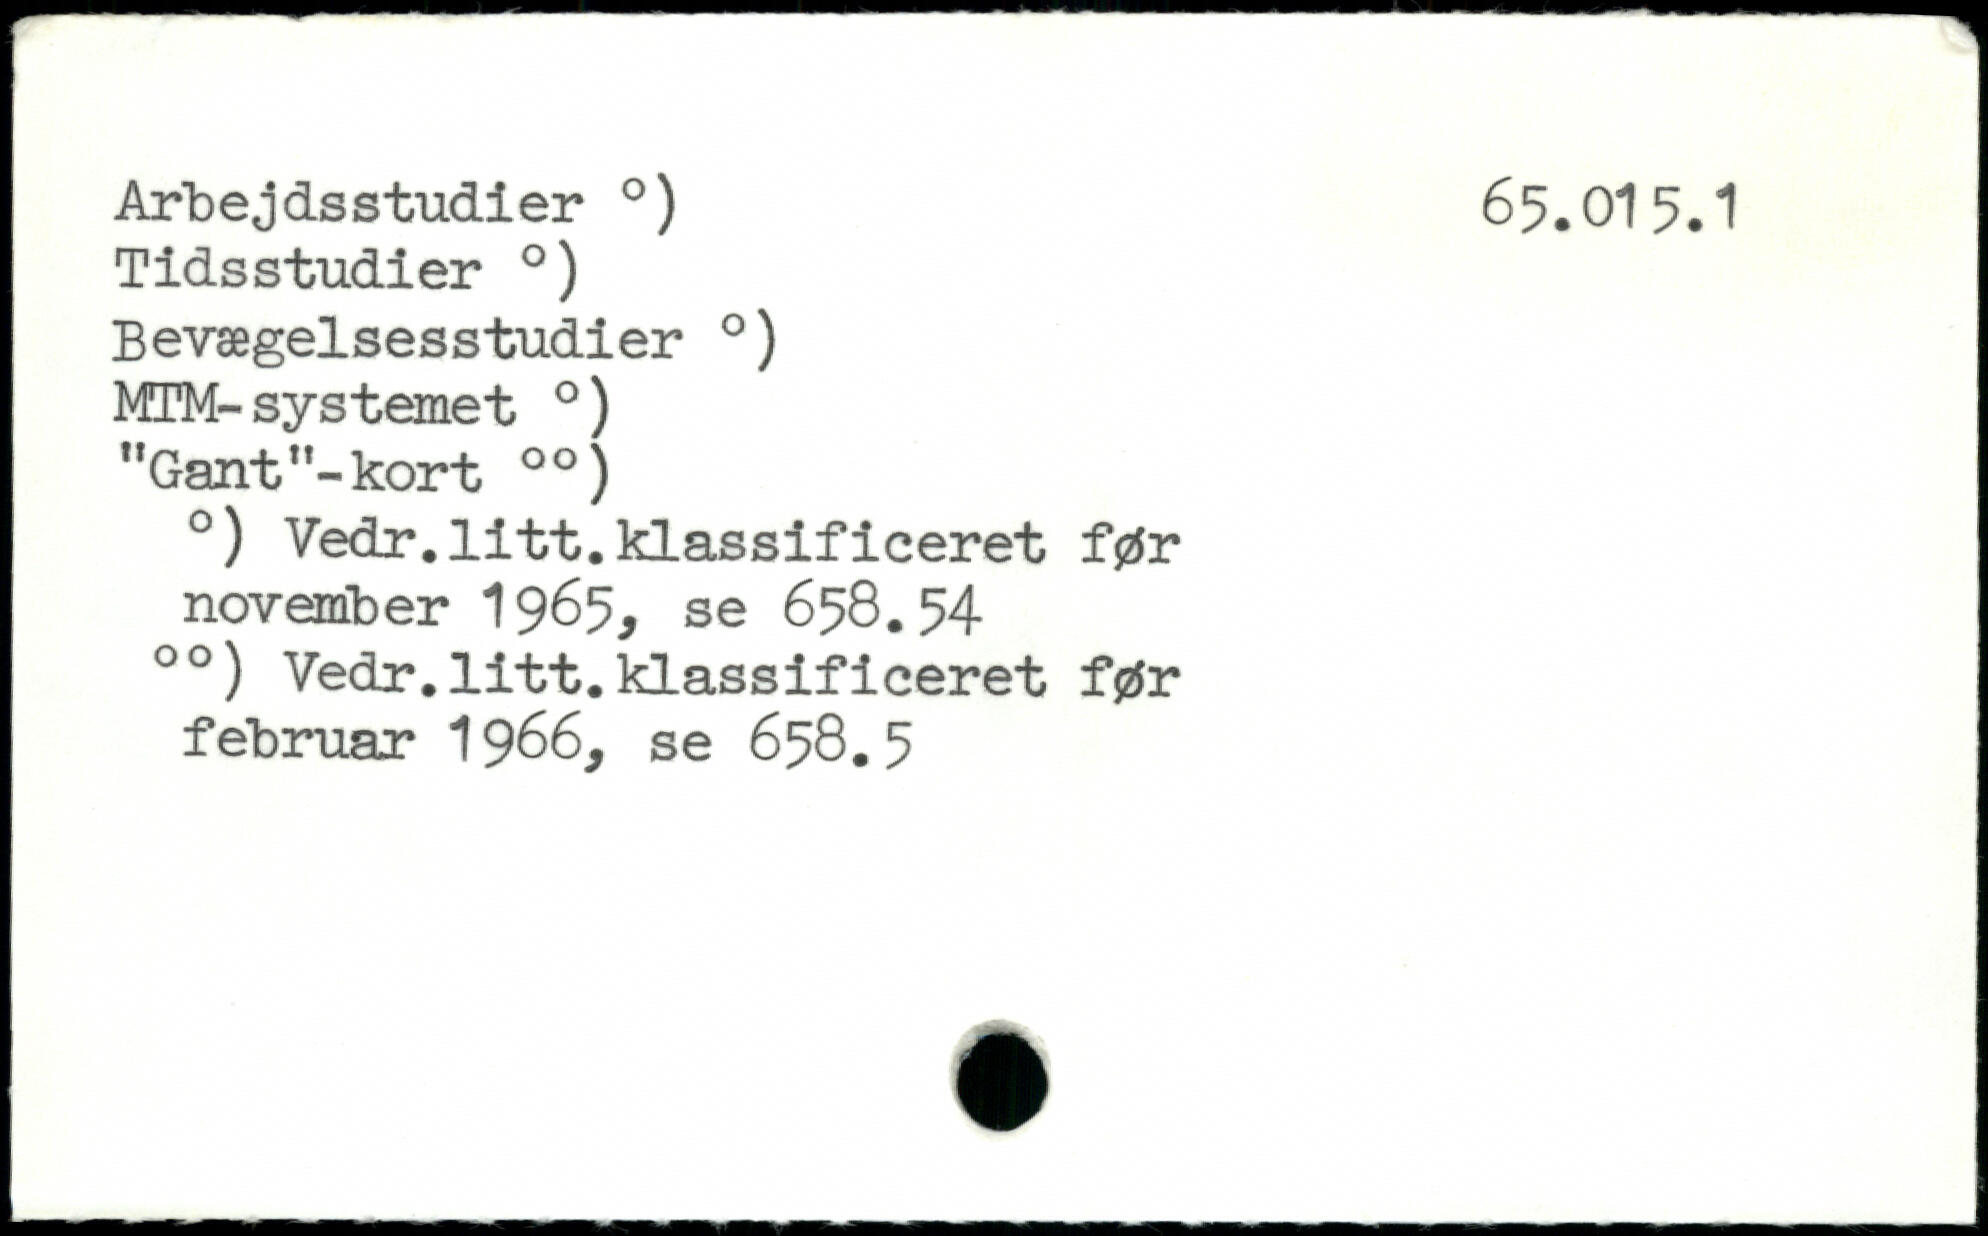 Arbejdsstudier °) 65.015.1
Tidsstudier °)
Bevægelsesstudier °)
MTM-systemet °)
"Gant"-kort °°)
°) Vedr.litt.klassificeret før
november 1965, se 658.54
°°) Vedr.litt.klassificeret før
februar 1966, se 658.5